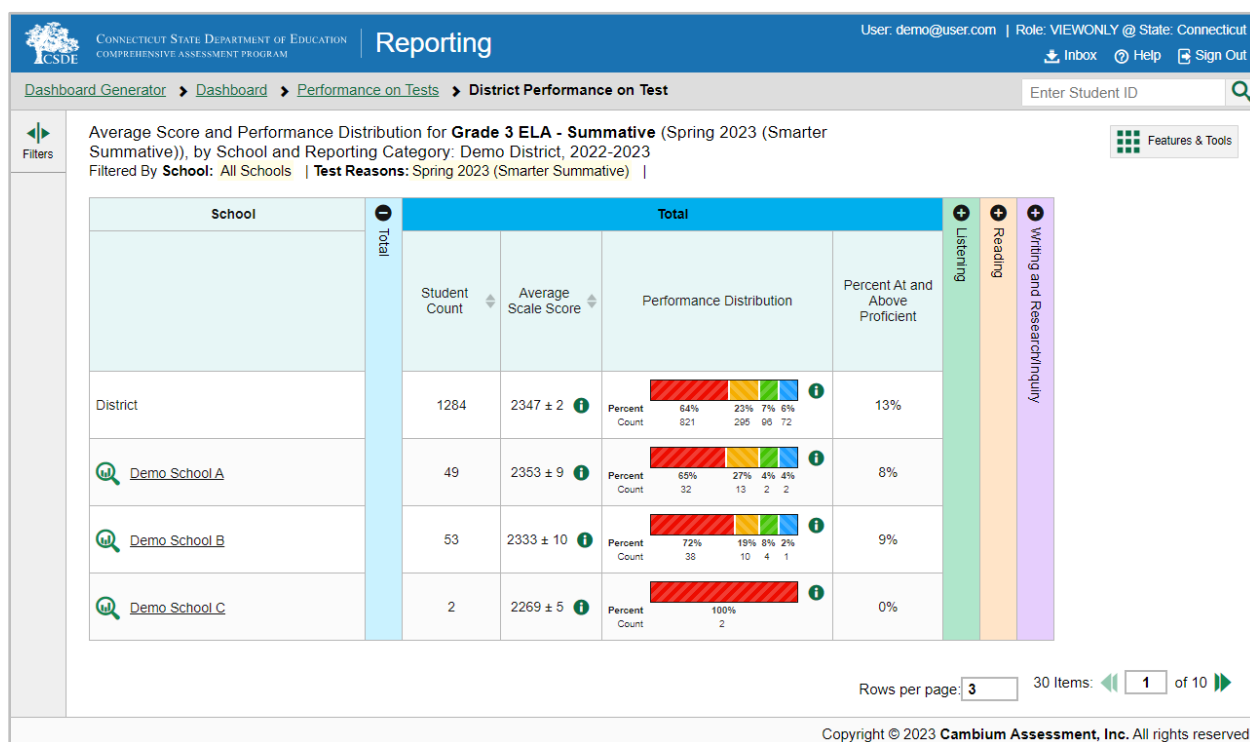 CSDE
CONNECTICUT STATE DEPARTMENT OF EDUCATION
COMPREHENSIVE ASSESSMENT PROGRAM
Reporting
User: demo@user.com | Role: VIEWONLY @ State: Connecticut
Inbox Help Sign Out
Dashboard Generator > Dashboard > Performance on Tests > District Performance on Test
Enter Student ID
Filters
Average Score and Performance Distribution for Grade 3 ELA - Summative (Spring 2023 (Smarter
Summative)), by School and Reporting Category: Demo District, 2022-2023
Filtered By School: All Schools | Test Reasons: Spring 2023 (Smarter Summative) |
Features & Tools
School
Total
Total
Listening
Reading
Writing and Research/Inquiry
Student
Count
Average
Scale Score
Performance Distribution
Percent At and
Above
Proficient
District 1284 2347 ± 2 13%
Percent 64% 23% 7% 6%
Count 821 295 96 72
Demo School A 49 2353 ± 9 8%
Percent 65% 27% 4% 4%
Count 32 13 2 2
Demo School B 53 2333 ± 10 9%
Percent 72% 19% 8% 2%
Count 38 10 4 1
Demo School C 2 2269 ± 5 0%
Percent 100%
Count 2
Rows per page: 3 30 Items: 1 of 10
Copyright © 2023 Cambium Assessment, Inc. All rights reserved